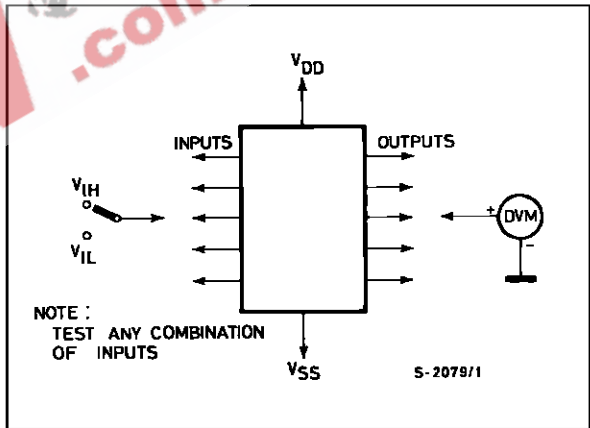 .com
V_DD
INPUTS
OUTPUTS
V_IH
V_IL
+
DVM
−
NOTE :
TEST ANY COMBINATION
OF INPUTS
V_SS
S-2079/1